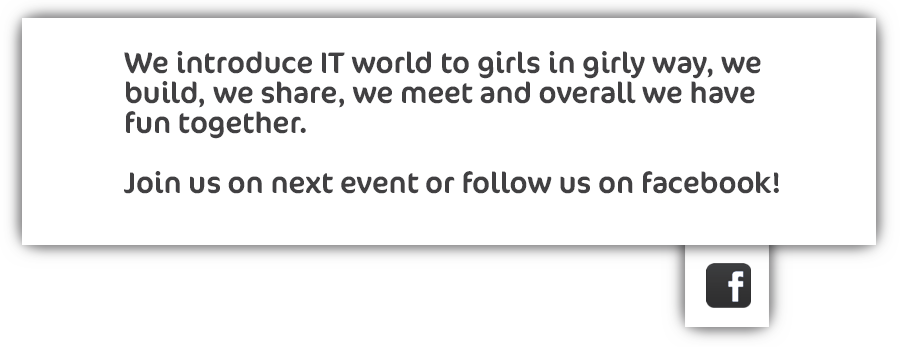 We introduce IT world to girls in girly way, we
build, we share, we meet and overall we have
fun together.
Join us on next event or follow us on facebook!
f